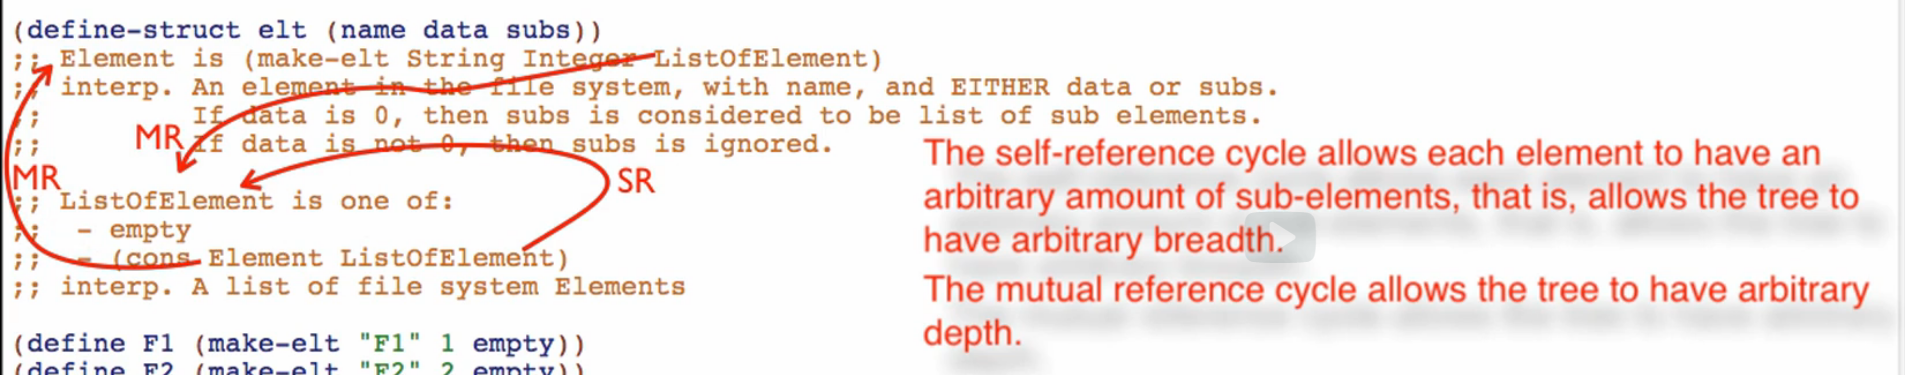 (define-struct elt (name data subs))
;; Element is (make-elt String Integer ListOfElement)
;; interp. An element in the file system, with name, and EITHER data or subs.
;;         If data is 0, then subs is considered to be list of sub elements.
;;         If data is not 0, then subs is ignored.
MR
MR
SR
;; ListOfElement is one of:
;;  - empty
;;  - (cons Element ListOfElement)
;; interp. A list of file system Elements
(define F1 (make-elt "F1" 1 empty))
(define F2 (make-elt "F2" 2 empty))
The self-reference cycle allows each element to have an
arbitrary amount of sub-elements, that is, allows the tree to
have arbitrary breadth.
The mutual reference cycle allows the tree to have arbitrary
depth.